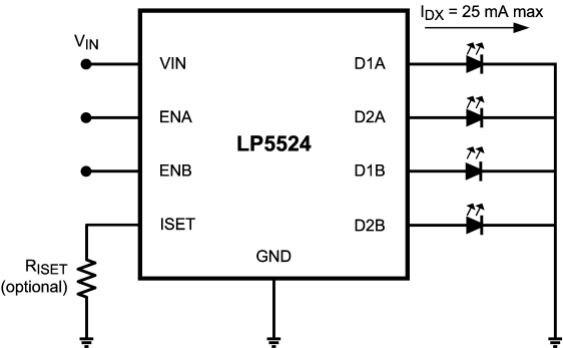 I_DX = 25 mA max
V_IN
VIN
D1A
ENA
D2A
LP5524
ENB
D1B
ISET
D2B
GND
R_ISET
(optional)